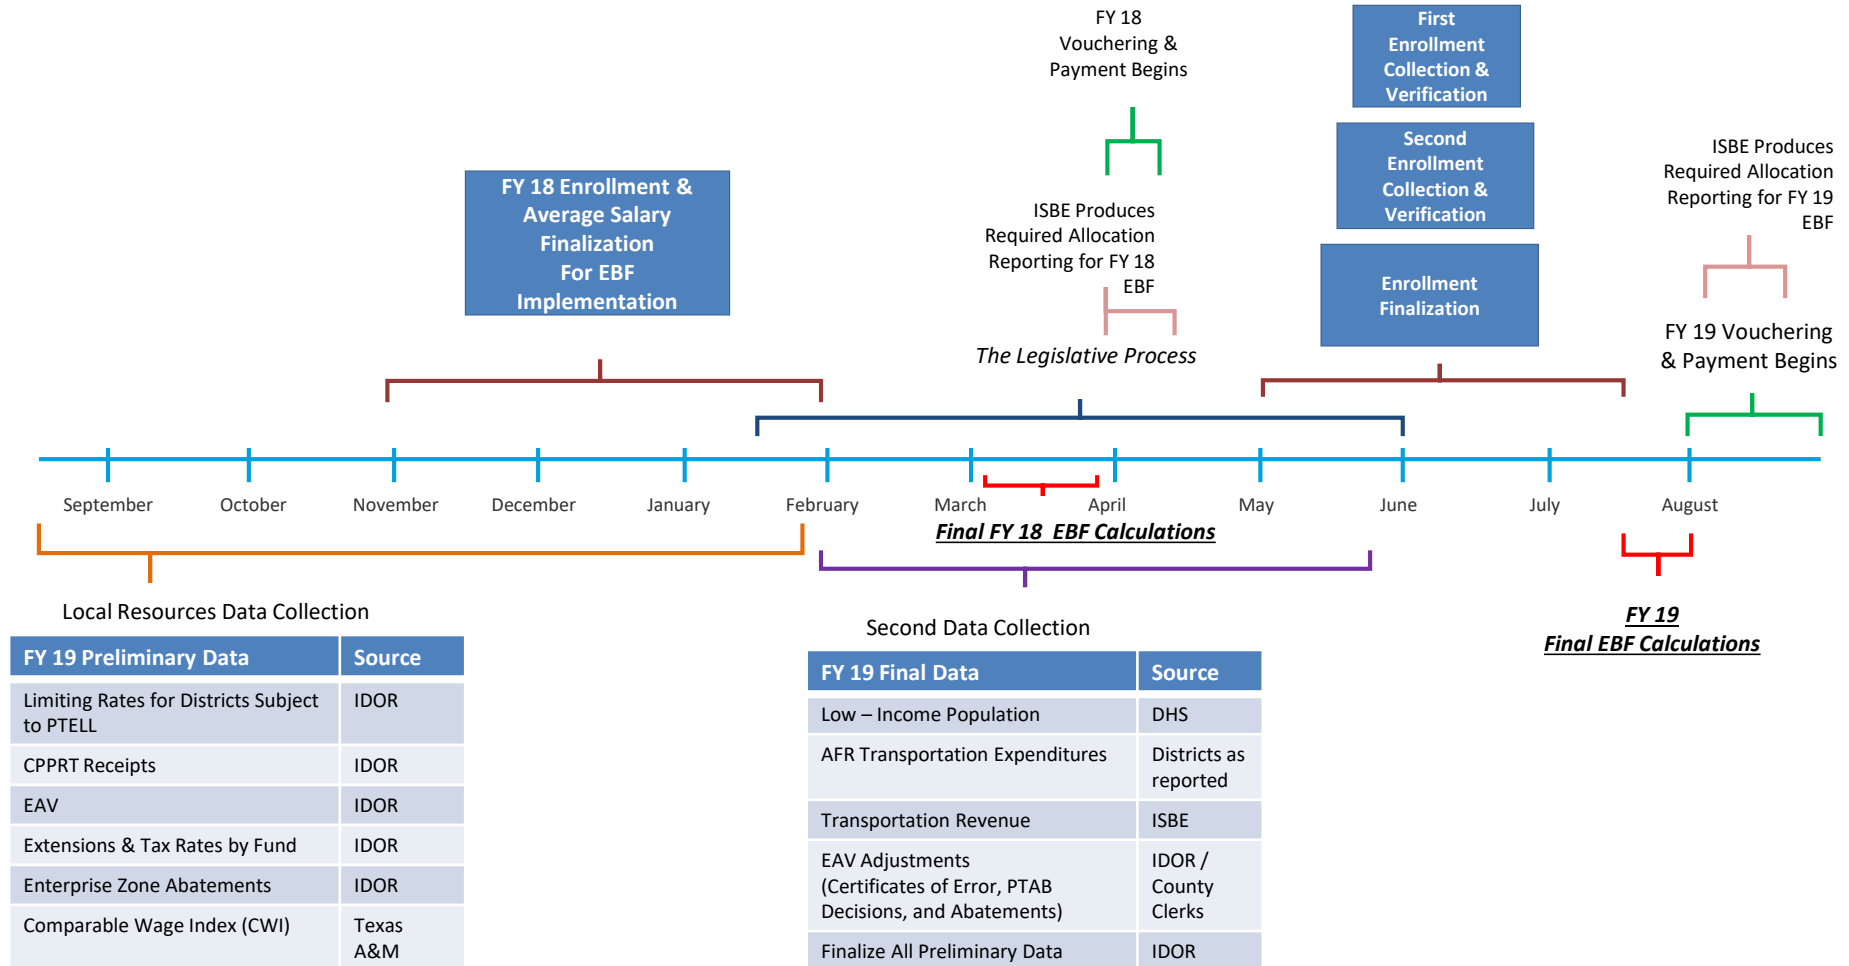 FY 18
Vouchering &
Payment Begins
First
Enrollment
Collection &
Verification
Second
Enrollment
Collection &
Verification
Enrollment
Finalization
ISBE Produces
Required Allocation
Reporting for FY 19
EBF
FY 18 Enrollment &
Average Salary
Finalization
For EBF
Implementation
ISBE Produces
Required Allocation
Reporting for FY 18
EBF
The Legislative Process
FY 19 Vouchering
& Payment Begins
September October November December January February March April May June July August
Final FY 18 EBF Calculations
FY 19
Final EBF Calculations
Local Resources Data Collection
FY 19 Preliminary Data Source
Limiting Rates for Districts Subject IDOR
to PTELL
CPPRT Receipts IDOR
EAV IDOR
Extensions & Tax Rates by Fund IDOR
Enterprise Zone Abatements IDOR
Comparable Wage Index (CWI) Texas
A&M
Second Data Collection
FY 19 Final Data Source
Low – Income Population DHS
AFR Transportation Expenditures Districts as
reported
Transportation Revenue ISBE
EAV Adjustments IDOR /
(Certificates of Error, PTAB County
Decisions, and Abatements) Clerks
Finalize All Preliminary Data IDOR